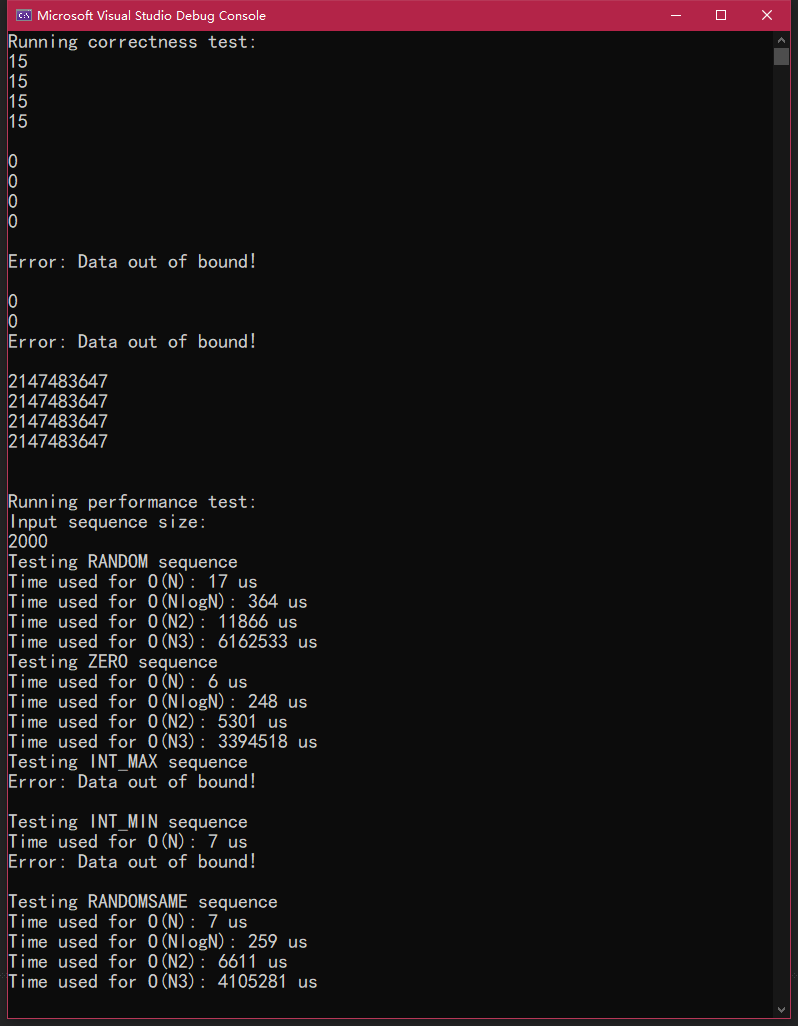 Microsoft Visual Studio Debug Console
Running correctness test:
15
15
15
15
0
0
0
0
Error: Data out of bound!
0
0
Error: Data out of bound!
2147483647
2147483647
2147483647
2147483647
Running performance test:
Input sequence size:
2000
Testing RANDOM sequence
Time used for O(N): 17 us
Time used for O(NlogN): 364 us
Time used for O(N2): 11866 us
Time used for O(N3): 6162533 us
Testing ZERO sequence
Time used for O(N): 6 us
Time used for O(NlogN): 248 us
Time used for O(N2): 5301 us
Time used for O(N3): 3394518 us
Testing INT_MAX sequence
Error: Data out of bound!
Testing INT_MIN sequence
Time used for O(N): 7 us
Error: Data out of bound!
Testing RANDOMSAME sequence
Time used for O(N): 7 us
Time used for O(NlogN): 259 us
Time used for O(N2): 6611 us
Time used for O(N3): 4105281 us